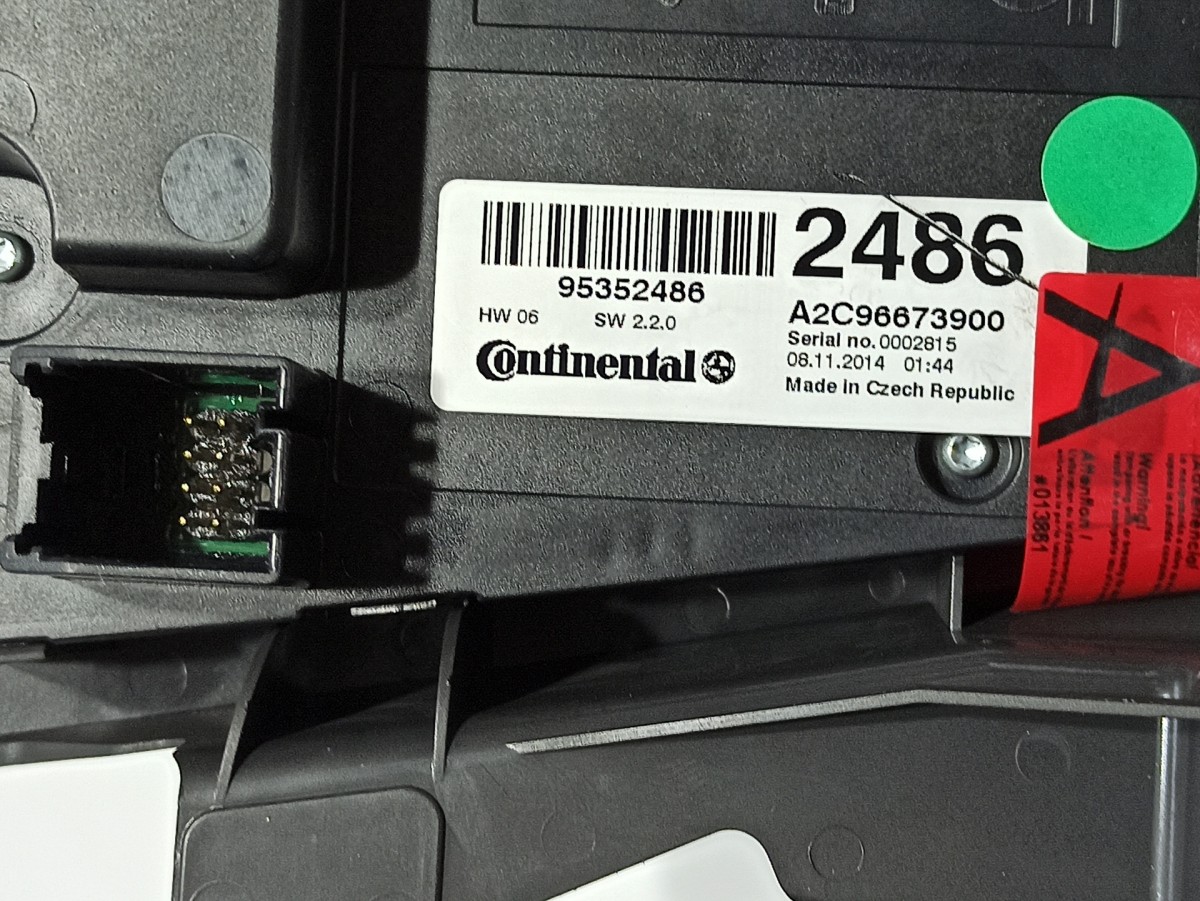 2486
95352486
HW 06 SW 2.2.0
A2C96673900
Serial no. 0002815
08.11.2014 01:44
Made in Czech Republic
Continental
A
Warning!
Attention !
#013861